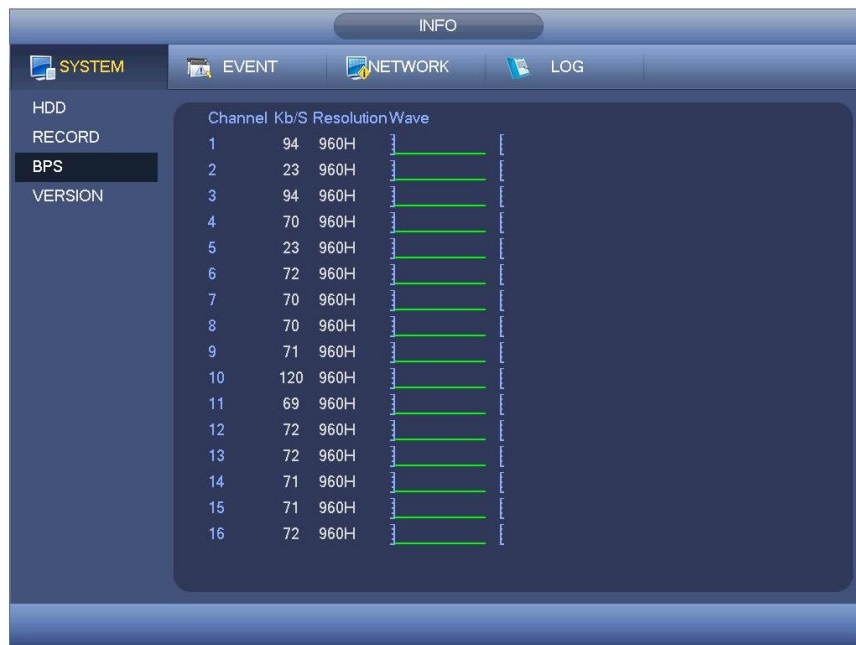 INFO
SYSTEM EVENT NETWORK LOG
HDD
RECORD
BPS
VERSION
Channel Kb/S Resolution Wave
1 94 960H
2 23 960H
3 94 960H
4 70 960H
5 23 960H
6 72 960H
7 70 960H
8 70 960H
9 71 960H
10 120 960H
11 69 960H
12 72 960H
13 72 960H
14 71 960H
15 71 960H
16 72 960H